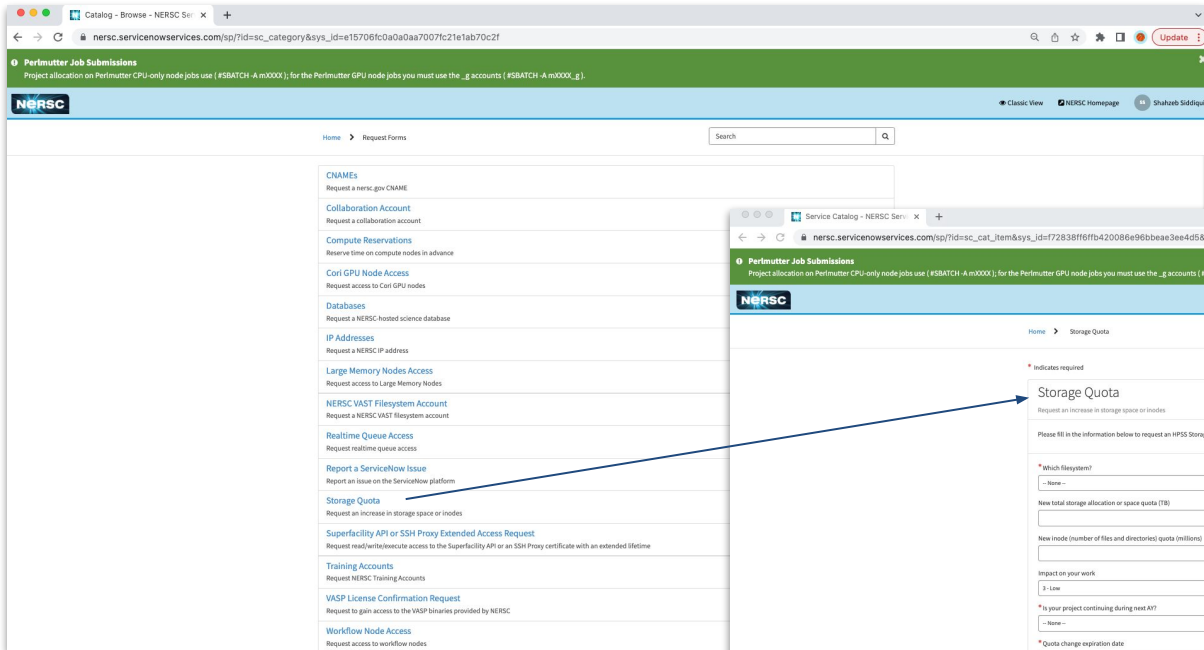 Catalog - Browse - NERSC Ser
nersc.servicenowservices.com/sp/?id=sc_category&sys_id=e15706fc0a0a0aa7007fc21e1ab70c2f
Update
Perlmutter Job Submissions
Project allocation on Perlmutter CPU-only node jobs use ( #SBATCH -A mXXXX ); for the Perlmutter GPU node jobs you must use the _g accounts ( #SBATCH -A mXXXX_g ).
NERSC
Classic View NERSC Homepage SS Shahzeb Siddiqui
Home > Request Forms
Search
CNAMEs
Request a nersc.gov CNAME
Collaboration Account
Request a collaboration account
Compute Reservations
Reserve time on compute nodes in advance
Cori GPU Node Access
Request access to Cori GPU nodes
Databases
Request a NERSC-hosted science database
IP Addresses
Request a NERSC IP address
Large Memory Nodes Access
Request access to Large Memory Nodes
NERSC VAST Filesystem Account
Request a NERSC VAST filesystem account
Realtime Queue Access
Request realtime queue access
Report a ServiceNow Issue
Report an issue on the ServiceNow platform
Storage Quota
Request an increase in storage space or inodes
Superfacility API or SSH Proxy Extended Access Request
Request read/write/execute access to the Superfacility API or an SSH Proxy certificate with an extended lifetime
Training Accounts
Request NERSC Training Accounts
VASP License Confirmation Request
Request to gain access to the VASP binaries provided by NERSC
Workflow Node Access
Request access to workflow nodes
Service Catalog - NERSC Serv
nersc.servicenowservices.com/sp/?id=sc_cat_item&sys_id=f72838ff6ffb420086e96bbeae3ee4d5&
Perlmutter Job Submissions
Project allocation on Perlmutter CPU-only node jobs use ( #SBATCH -A mXXXX ); for the Perlmutter GPU node jobs you must use the _g accounts ( #
NERSC
Home > Storage Quota
* Indicates required
Storage Quota
Request an increase in storage space or inodes
Please fill in the information below to request an HPSS Storag
* Which filesystem?
-- None --
New total storage allocation or space quota (TB)
New inode (number of files and directories) quota (millions)
Impact on your work
3 - Low
* Is your project continuing during next AY?
-- None --
* Quota change expiration date